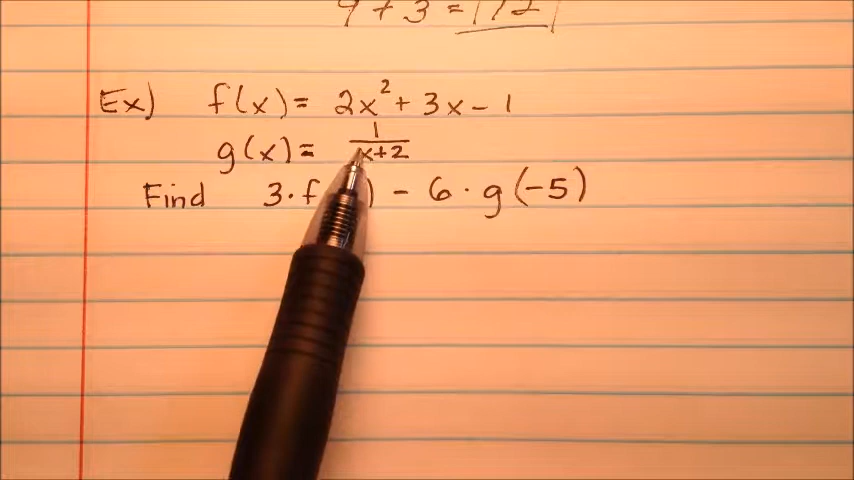 9 + 3 = 12
Ex) f(x) = 2x² + 3x - 1
g(x) = 1/(x+2)
Find 3·f ) - 6·g(-5)